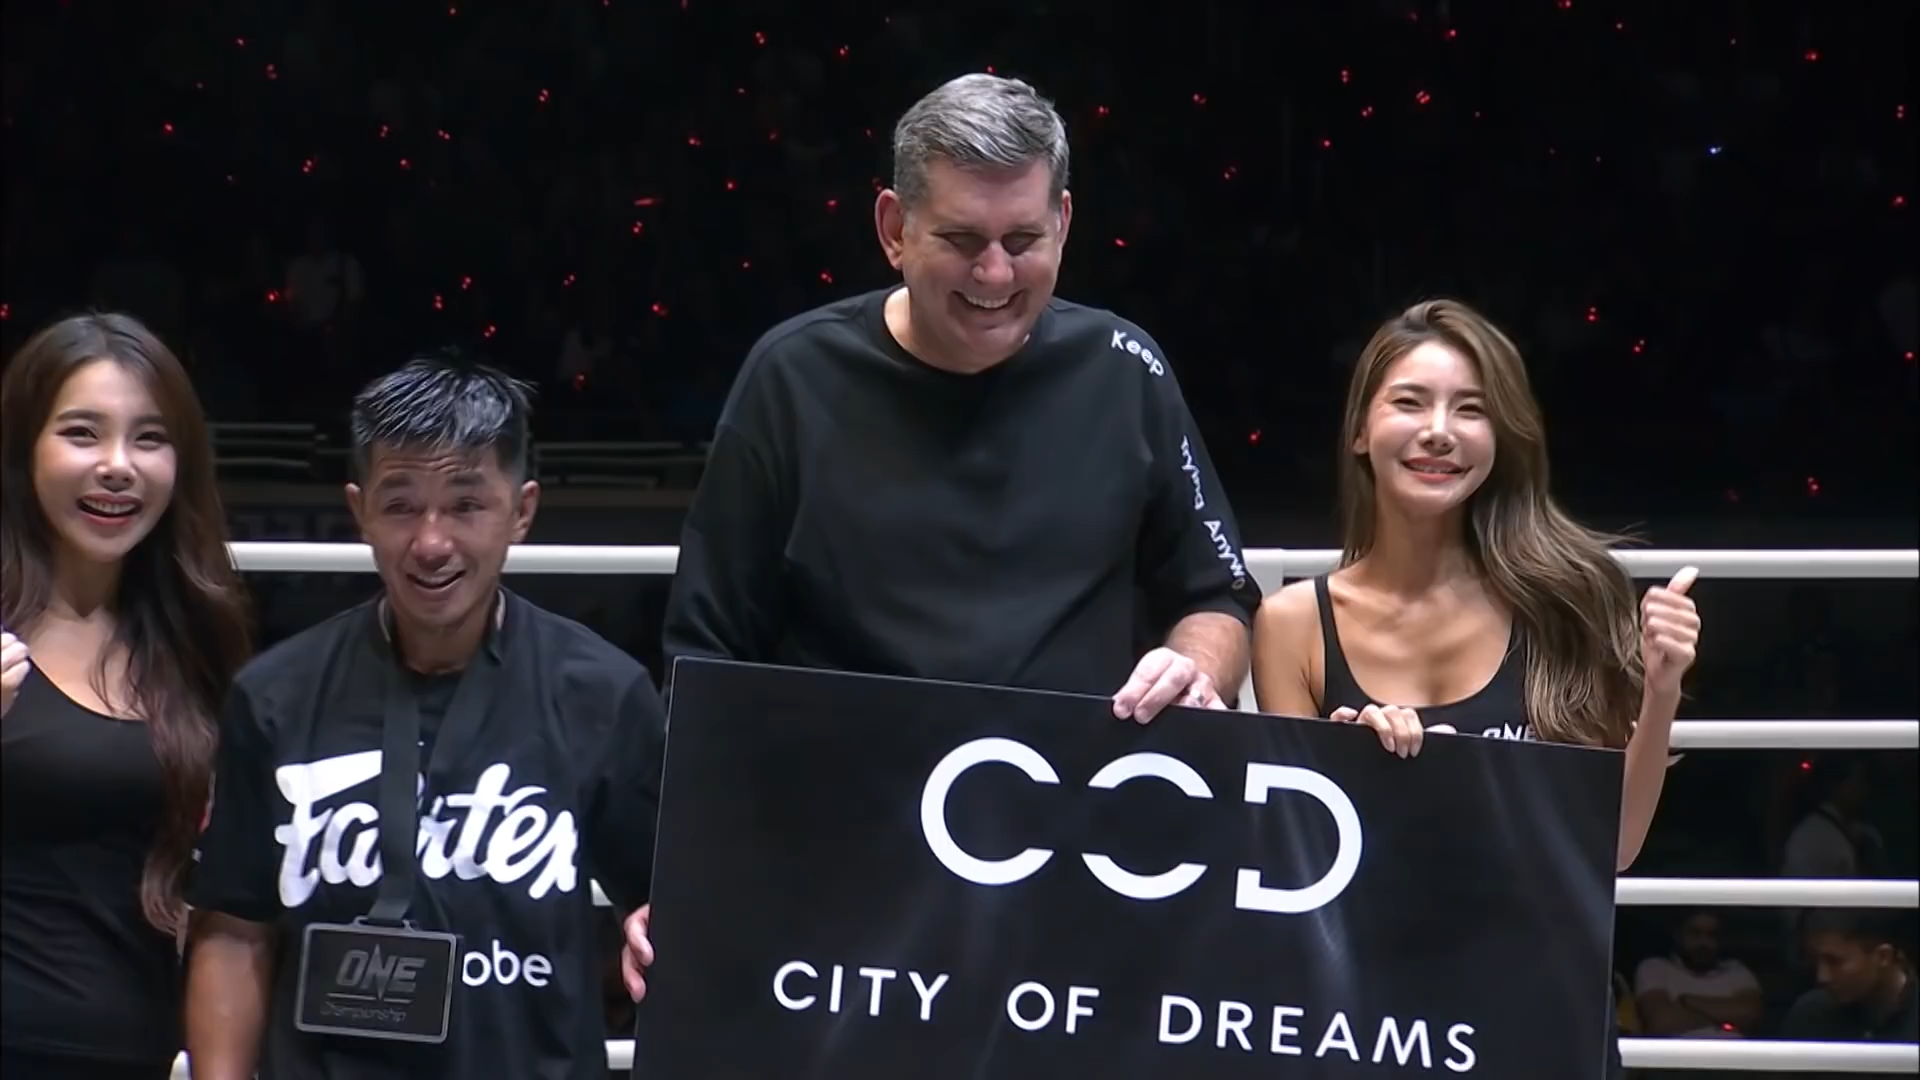 Keep
Fairtex
obe
ONE
Championship
ONE
COD
CITY OF DREAMS